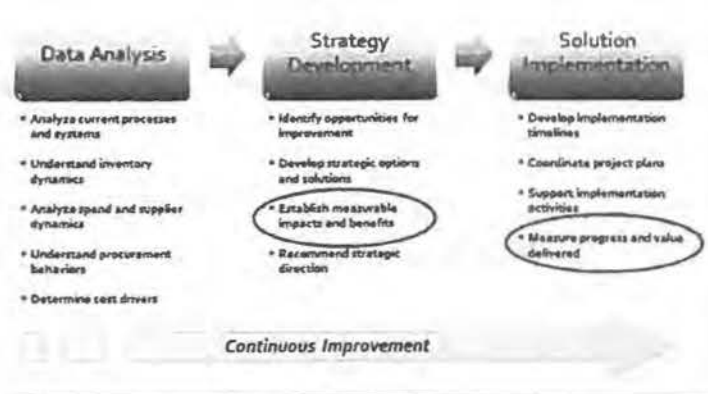 Data Analysis
Strategy
Development
Solution
Implementation
* Analyze current processes
and systems
* Understand inventory
dynamics
* Analyze spend and supplier
dynamics
* Understand procurement
behaviors
* Determine cost drivers
* Identify opportunities for
improvement
* Develop strategic options
and solutions
* Establish measurable
impacts and benefits
* Recommend strategic
direction
* Develop implementation
timelines
* Coordinate project plans
* Support implementation
activities
* Measure progress and value
delivered
Continuous Improvement